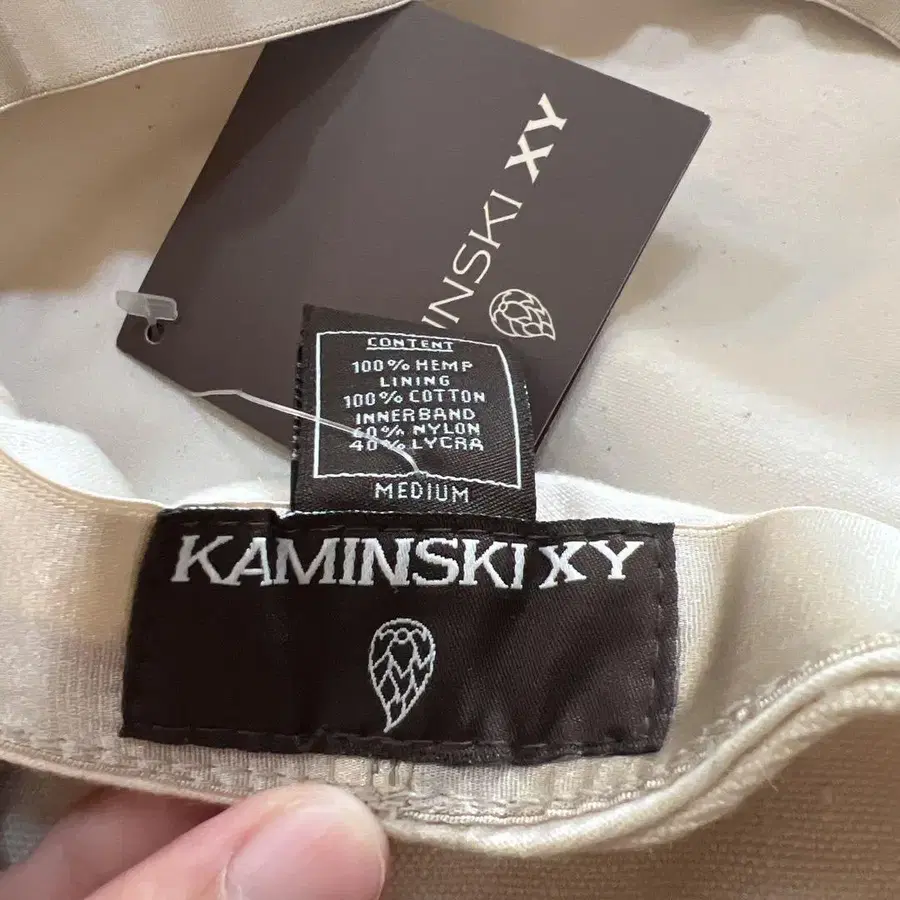 KAMINSKI XY
CONTENT
100% HEMP
LINING
100% COTTON
INNERBAND
60% NYLON
40% LYCRA
MEDIUM
KAMINSKI XY